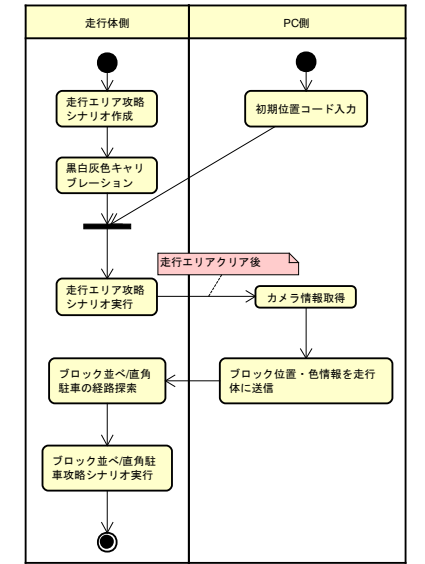 走行体側
PC側
走行エリア攻略
シナリオ作成
初期位置コード入力
黒白灰色キャリ
ブレーション
走行エリアクリア後
走行エリア攻略
シナリオ実行
カメラ情報取得
ブロック並べ/直角
駐車の経路探索
ブロック位置・色情報を走行
体に送信
ブロック並べ/直角駐
車攻略シナリオ実行